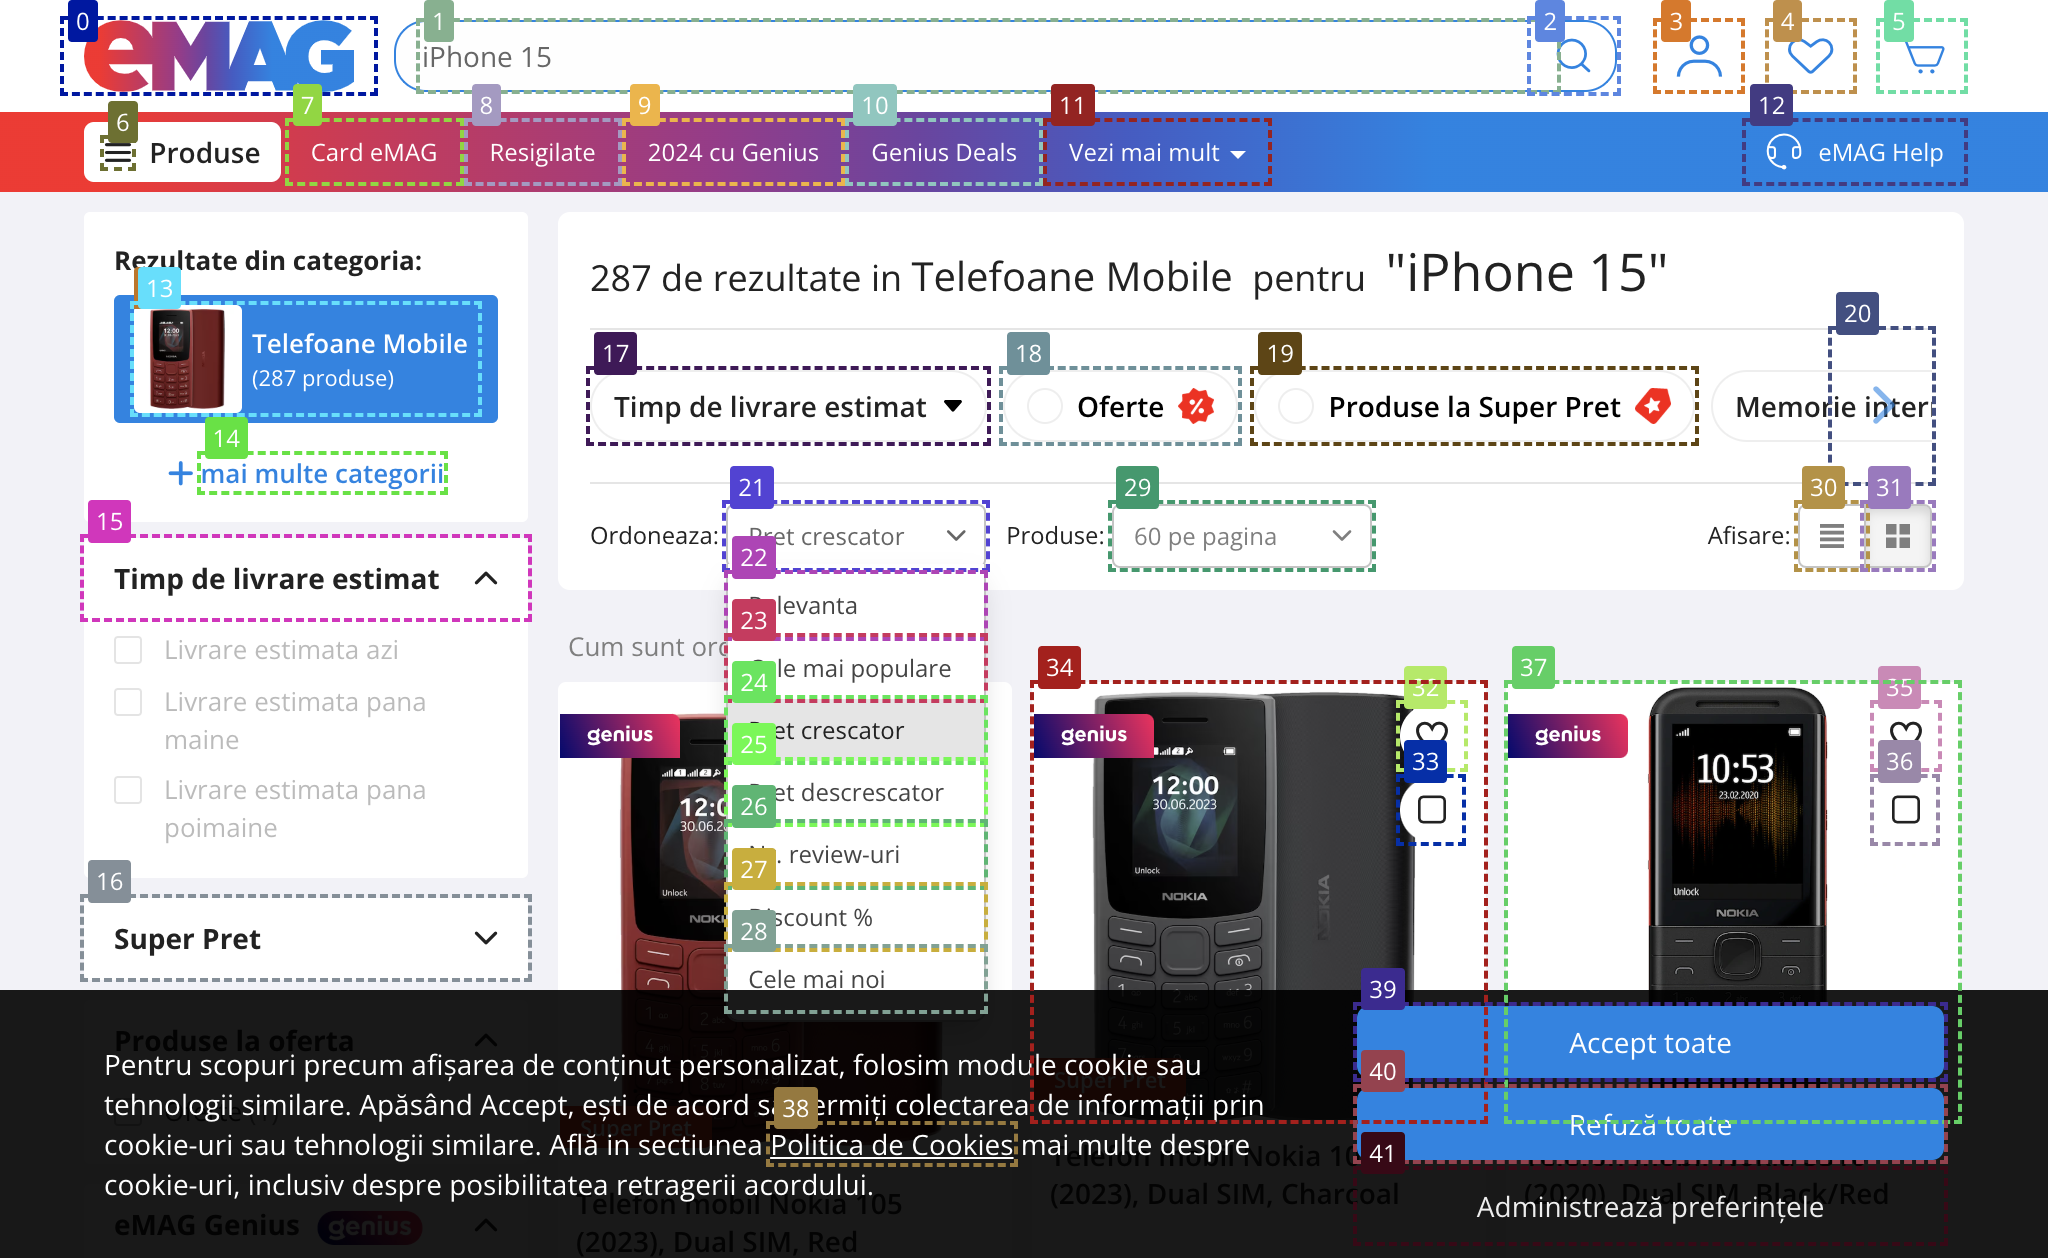 0
1
2
3
4
5
eMAG
iPhone 15
6
7
8
9
10
11
12
Produse
Card eMAG
Resigilate
2024 cu Genius
Genius Deals
Vezi mai mult
eMAG Help
Rezultate din categoria:
13
Telefoane Mobile
(287 produse)
14
mai multe categorii
287 de rezultate in Telefoane Mobile pentru "iPhone 15"
17
18
19
20
Timp de livrare estimat
Oferte
Produse la Super Pret
Memorie inter
21
29
30
31
Ordoneaza:
Pret crescator
Produse:
60 pe pagina
Afisare:
15
Timp de livrare estimat
Livrare estimata azi
Livrare estimata pana
maine
Livrare estimata pana
poimaine
16
Super Pret
22
Relevanta
23
Cele mai populare
24
Pret crescator
25
Pret descrescator
26
Nr. review-uri
27
Discount %
28
Cele mai noi
Cum sunt ord
genius
12:0
30.06.2
Unlock
NOKI
34
32
33
genius
12:00
30.06.2023
Unlock
NOKIA
NOKIA
37
35
36
genius
10:53
23.02.2020
Unlock
NOKIA
Produse la oferta
Pentru scopuri precum afișarea de conținut personalizat, folosim module cookie sau
tehnologii similare. Apăsând Accept, ești de acord să permiți colectarea de informații prin
cookie-uri sau tehnologii similare. Află in sectiunea Politica de Cookies mai multe despre
cookie-uri, inclusiv despre posibilitatea retragerii acordului.
38
39
Accept toate
40
Refuză toate
41
Administrează preferințele
eMAG Genius genius
Super Pret
Telefon mobil Nokia 105
(2023), Dual SIM, Red
Super Pret
Telefon mobil Nokia 10
(2023), Dual SIM, Charcoal
(2020), Dual SIM, Black/Red